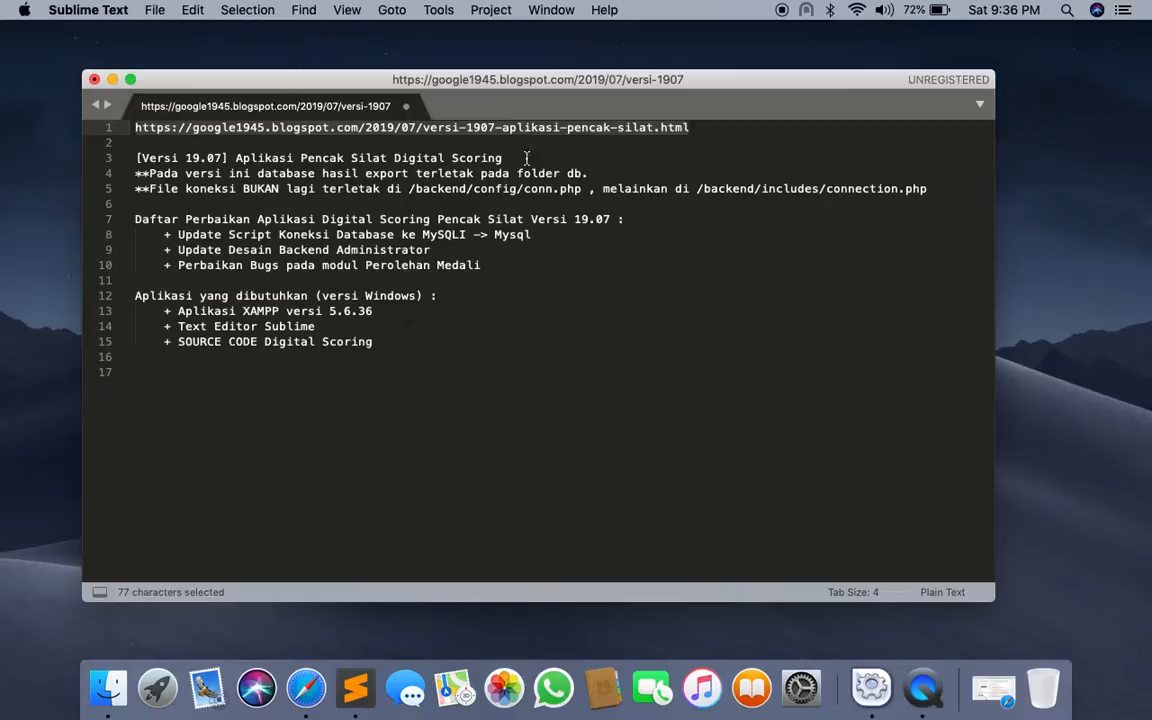 Sublime Text File Edit Selection Find View Goto Tools Project Window Help 72% Sat 9:36 PM
https://google1945.blogspot.com/2019/07/versi-1907 UNREGISTERED
https://google1945.blogspot.com/2019/07/versi-1907
1 https://google1945.blogspot.com/2019/07/versi-1907-aplikasi-pencak-silat.html
2
3 [Versi 19.07] Aplikasi Pencak Silat Digital Scoring
4 **Pada versi ini database hasil export terletak pada folder db.
5 **File koneksi BUKAN lagi terletak di /backend/config/conn.php , melainkan di /backend/includes/connection.php
6
7 Daftar Perbaikan Aplikasi Digital Scoring Pencak Silat Versi 19.07 :
8 + Update Script Koneksi Database ke MySQLI —> Mysql
9 + Update Desain Backend Administrator
10 + Perbaikan Bugs pada modul Perolehan Medali
11
12 Aplikasi yang dibutuhkan (versi Windows) :
13 + Aplikasi XAMPP versi 5.6.36
14 + Text Editor Sublime
15 + SOURCE CODE Digital Scoring
16
17
77 characters selected Tab Size: 4 Plain Text